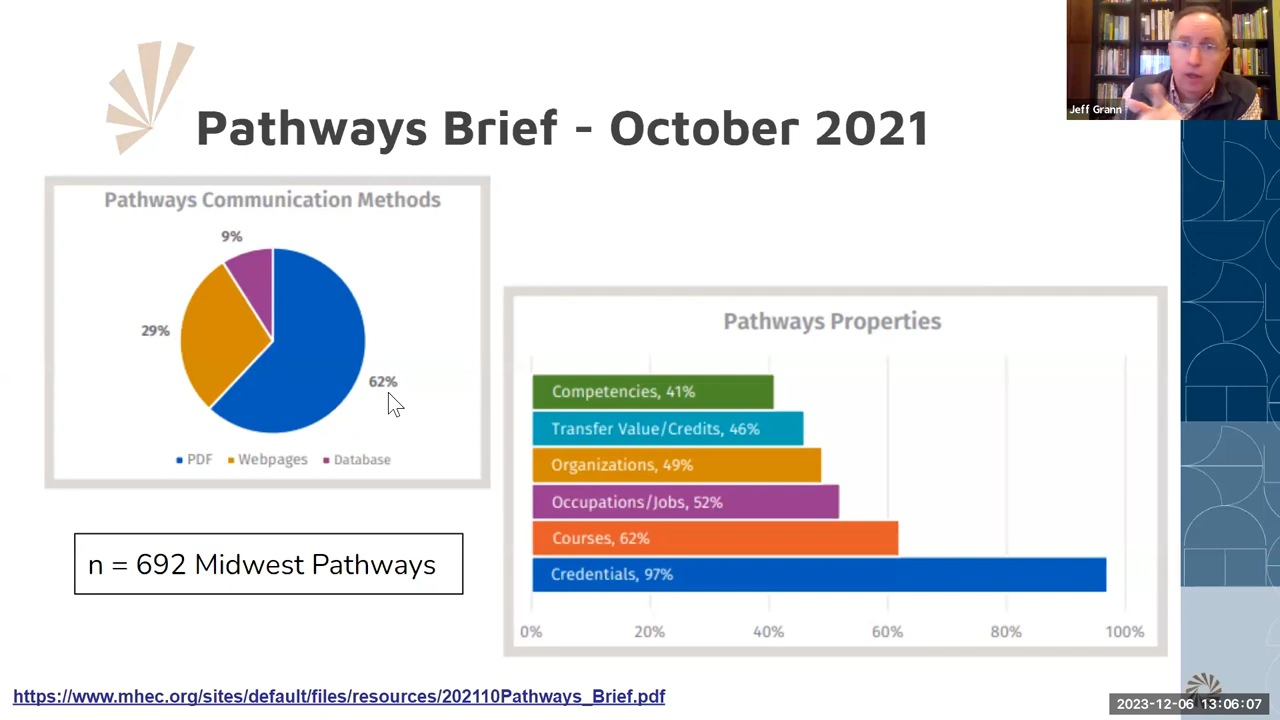 Jeff Grann
Pathways Brief - October 2021
Pathways Communication Methods
9%
29%
62%
PDF Webpages Database
n = 692 Midwest Pathways
Pathways Properties
Competencies, 41%
Transfer Value/Credits, 46%
Organizations, 49%
Occupations/Jobs, 52%
Courses, 62%
Credentials, 97%
0% 20% 40% 60% 80% 100%
https://www.mhec.org/sites/default/files/resources/202110Pathways_Brief.pdf
2023-12-06 13:06:07